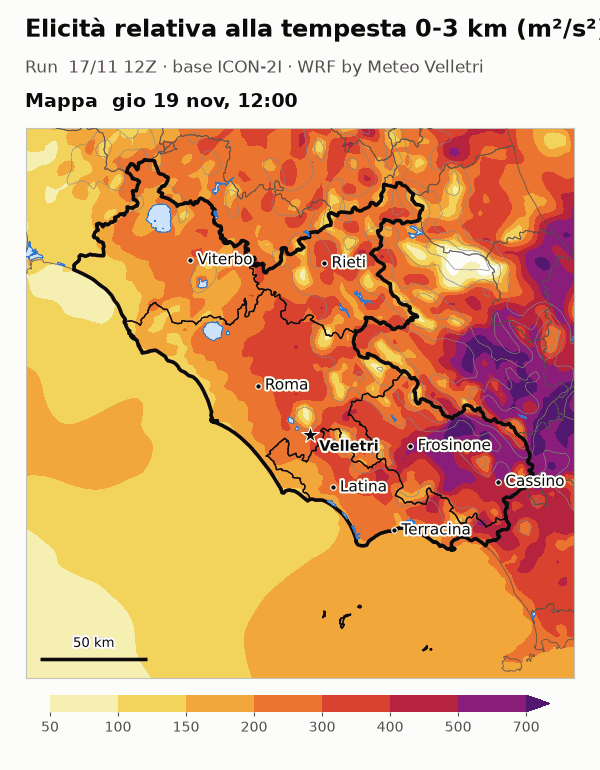 Elicità relativa alla tempesta 0-3 km (m²/s²)
Run 17/11 12Z · base ICON-2I · WRF by Meteo Velletri
Mappa gio 19 nov, 12:00
Viterbo
Rieti
Roma
Velletri
Frosinone
Cassino
Latina
Terracina
50 km
50 100 150 200 300 400 500 700